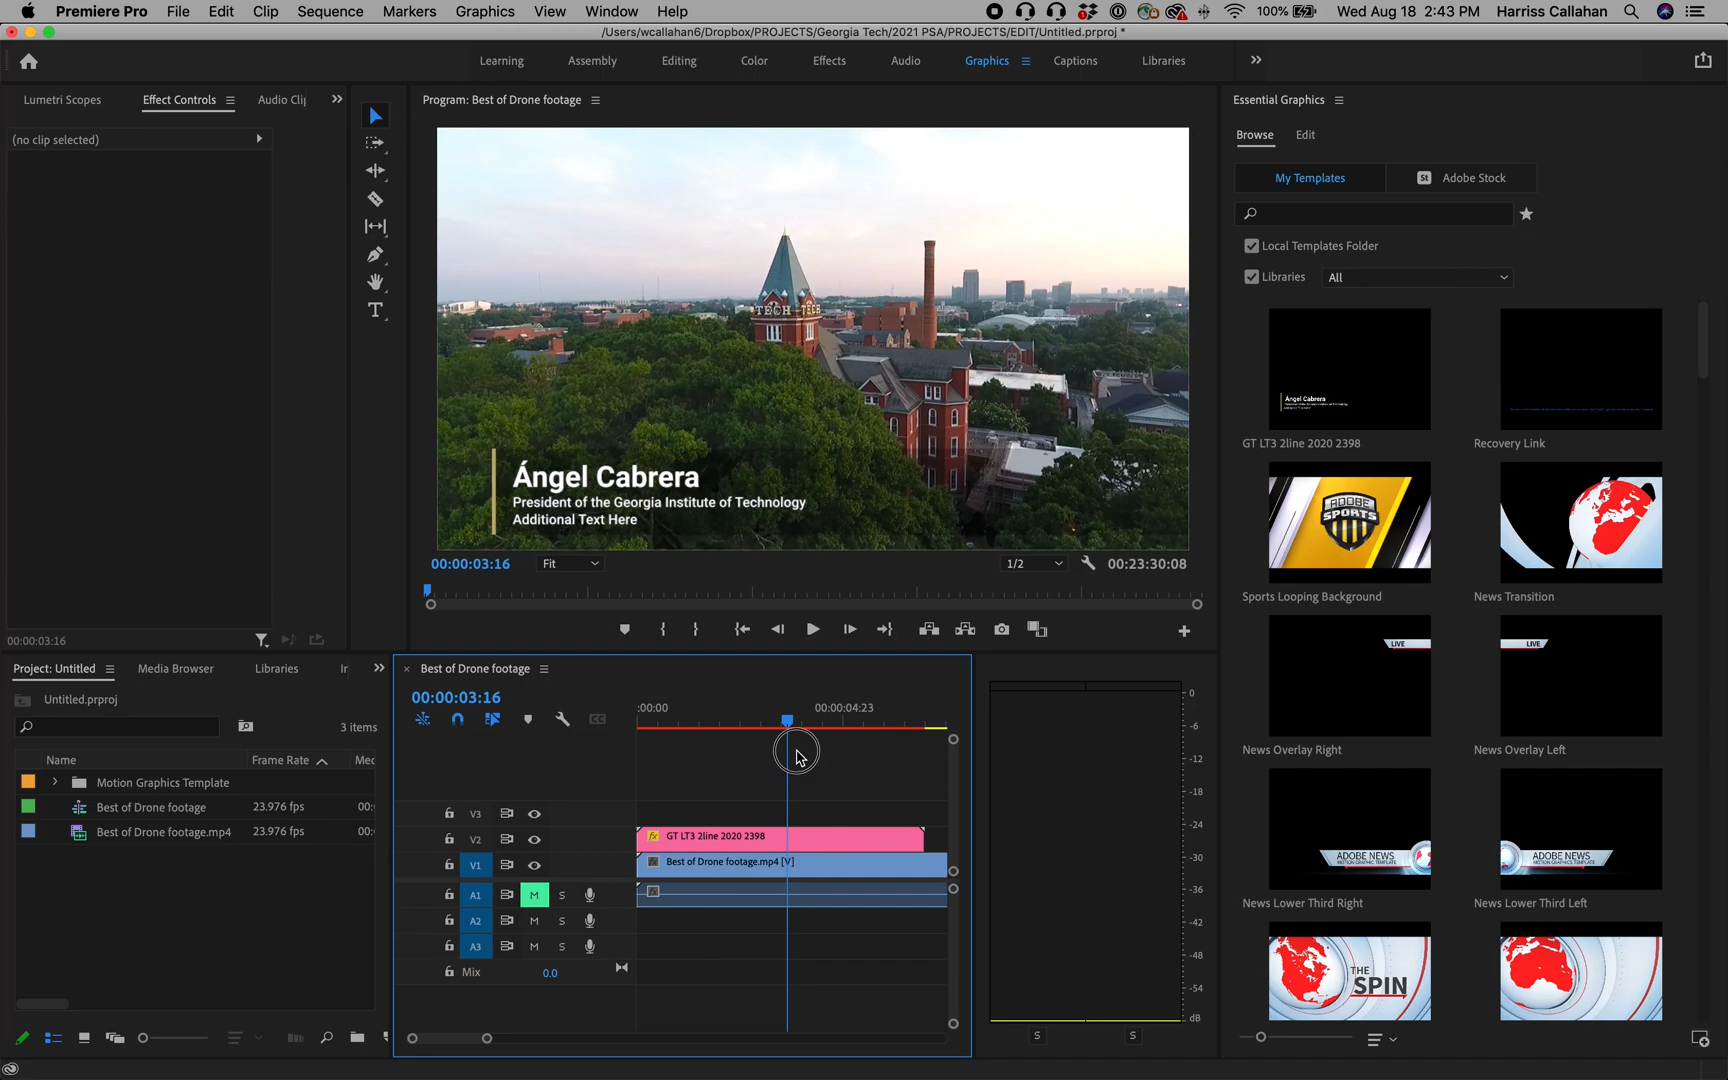 Premiere Pro File Edit Clip Sequence Markers Graphics View Window Help 100% Wed Aug 18 2:43 PM Harriss Callahan
/Users/wcallahan6/Dropbox/PROJECTS/Georgia Tech/2021 PSA/PROJECTS/EDIT/Untitled.prproj *
Learning Assembly Editing Color Effects Audio Graphics Captions Libraries
Lumetri Scopes Effect Controls Audio Clip
(no clip selected)
Program: Best of Drone footage
TECH TECH
Ángel Cabrera
President of the Georgia Institute of Technology
Additional Text Here
00:00:03:16 Fit 1/2 00:23:30:08
00:00:03:16
Essential Graphics
Browse Edit
My Templates St Adobe Stock
Local Templates Folder
Libraries All
Ángel Cabrera
GT LT3 2line 2020 2398 Recovery Link
ADOBE
SPORTS
Sports Looping Background News Transition
LIVE LIVE
News Overlay Right News Overlay Left
ADOBE NEWS ADOBE NEWS
News Lower Third Right News Lower Third Left
THE
SPIN
Project: Untitled Media Browser Libraries
Untitled.prproj
3 items
Name Frame Rate Med
Motion Graphics Template
Best of Drone footage 23.976 fps 00:
Best of Drone footage.mp4 23.976 fps 00:
Best of Drone footage
00:00:03:16
:00:00 00:00:04:23
V3
V2 GT LT3 2line 2020 2398
V1 Best of Drone footage.mp4 [V]
A1 M S
A2 M S
A3 M S
Mix 0.0
0
-6
-12
-18
-24
-30
-36
-42
-48
-54
dB
S S